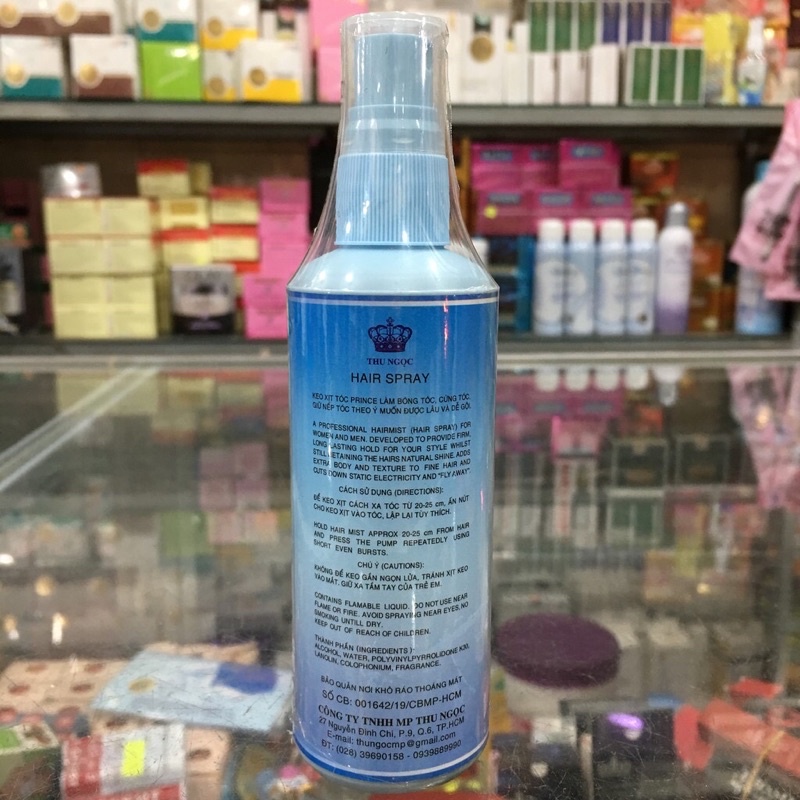 THU NGỌC
HAIR SPRAY
KEO XỊT TÓC PRINCE LÀM BÓNG TÓC, CỨNG TÓC,
GIỮ NẾP TÓC THEO Ý MUỐN ĐƯỢC LÂU VÀ DỄ GỘI.
A PROFESSIONAL HAIRMIST (HAIR SPRAY) FOR
WOMEN AND MEN. DEVELOPED TO PROVIDE FIRM,
LONG LASTING HOLD FOR YOUR STYLE WHILST
STILL RETAINING THE HAIRS NATURAL SHINE. ADDS
EXTRA BODY AND TEXTURE TO FINE HAIR AND
CUTS DOWN STATIC ELECTRICITY AND "FLY AWAY".
CÁCH SỬ DỤNG (DIRECTIONS):
ĐỂ KEO XỊT CÁCH XA TÓC TỪ 20-25 cm, ẤN NÚT
CHO KEO XỊT VÀO TÓC, LẬP LẠI TÙY THÍCH.
HOLD HAIR MIST APPROX 20-25 cm FROM HAIR
AND PRESS THE PUMP REPEATEDLY USING
SHORT EVEN BURSTS.
CHÚ Ý (CAUTIONS):
KHÔNG ĐỂ KEO GẦN NGỌN LỬA, TRÁNH XỊT KEO
VÀO MẮT. GIỮ XA TẦM TAY CỦA TRẺ EM.
CONTAINS FLAMABLE LIQUID. DO NOT USE NEAR
FLAME OR FIRE. AVOID SPRAYING NEAR EYES, NO
SMOKING UNTILL DRY.
KEEP OUT OF REACH OF CHILDREN.
THÀNH PHẦN (INGREDIENTS):
ALCOHOL, WATER, POLYVINYLPYRROLIDONE K30,
LANOLIN, COLOPHONIUM, FRAGRANCE.
BẢO QUẢN NƠI KHÔ RÁO THOÁNG MÁT
SỐ CB: 001642/19/CBMP-HCM
CÔNG TY TNHH MP THU NGỌC
27 Nguyễn Đình Chi, P.9, Q.6, TP.HCM
E-mail: thungocmp@gmail.com
ĐT: (028) 39690158 - 0939889990